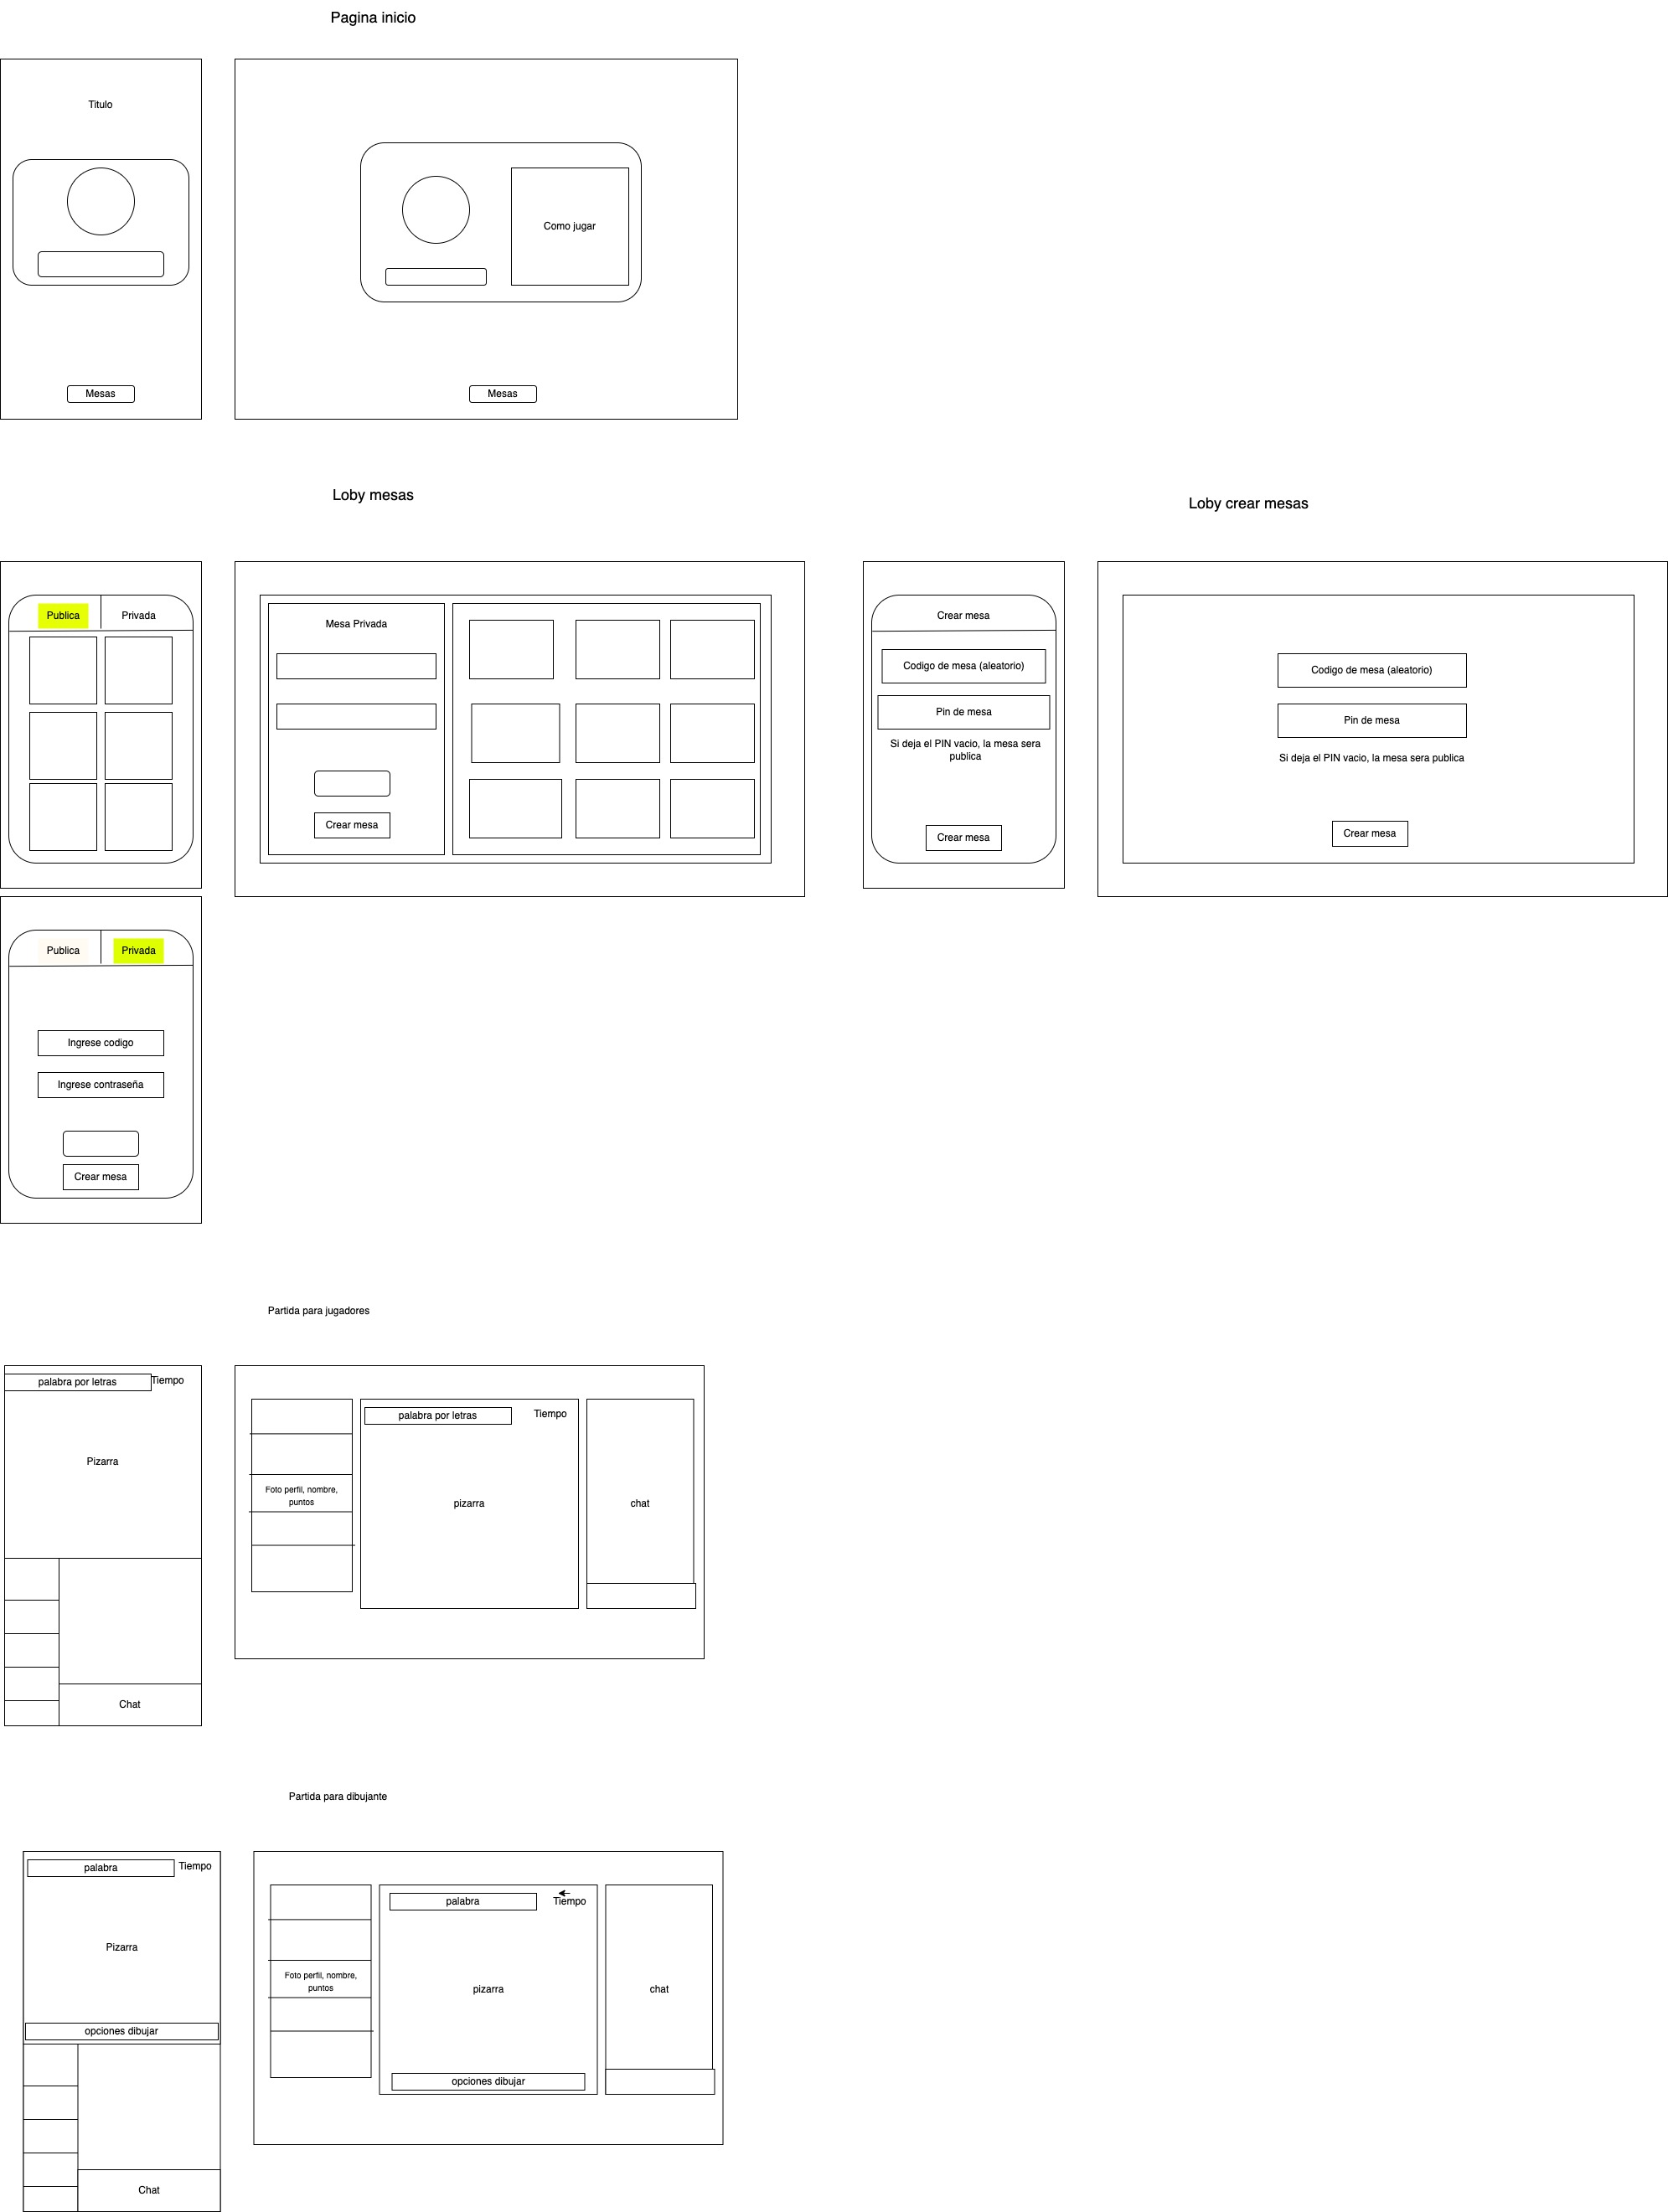 Pagina inicio
Titulo
Como jugar
Mesas
Mesas
Loby mesas
Loby crear mesas
Publica
Privada
Mesa Privada
Crear mesa
Crear mesa
Codigo de mesa (aleatorio)
Pin de mesa
Si deja el PIN vacio, la mesa sera
publica
Crear mesa
Codigo de mesa (aleatorio)
Pin de mesa
Si deja el PIN vacio, la mesa sera publica
Crear mesa
Publica
Privada
Ingrese codigo
Ingrese contraseña
Crear mesa
Partida para jugadores
palabra por letras
Tiempo
Pizarra
Chat
Foto perfil, nombre,
puntos
palabra por letras
Tiempo
pizarra
chat
Partida para dibujante
palabra
Tiempo
Pizarra
opciones dibujar
Chat
Foto perfil, nombre,
puntos
palabra
Tiempo
pizarra
opciones dibujar
chat